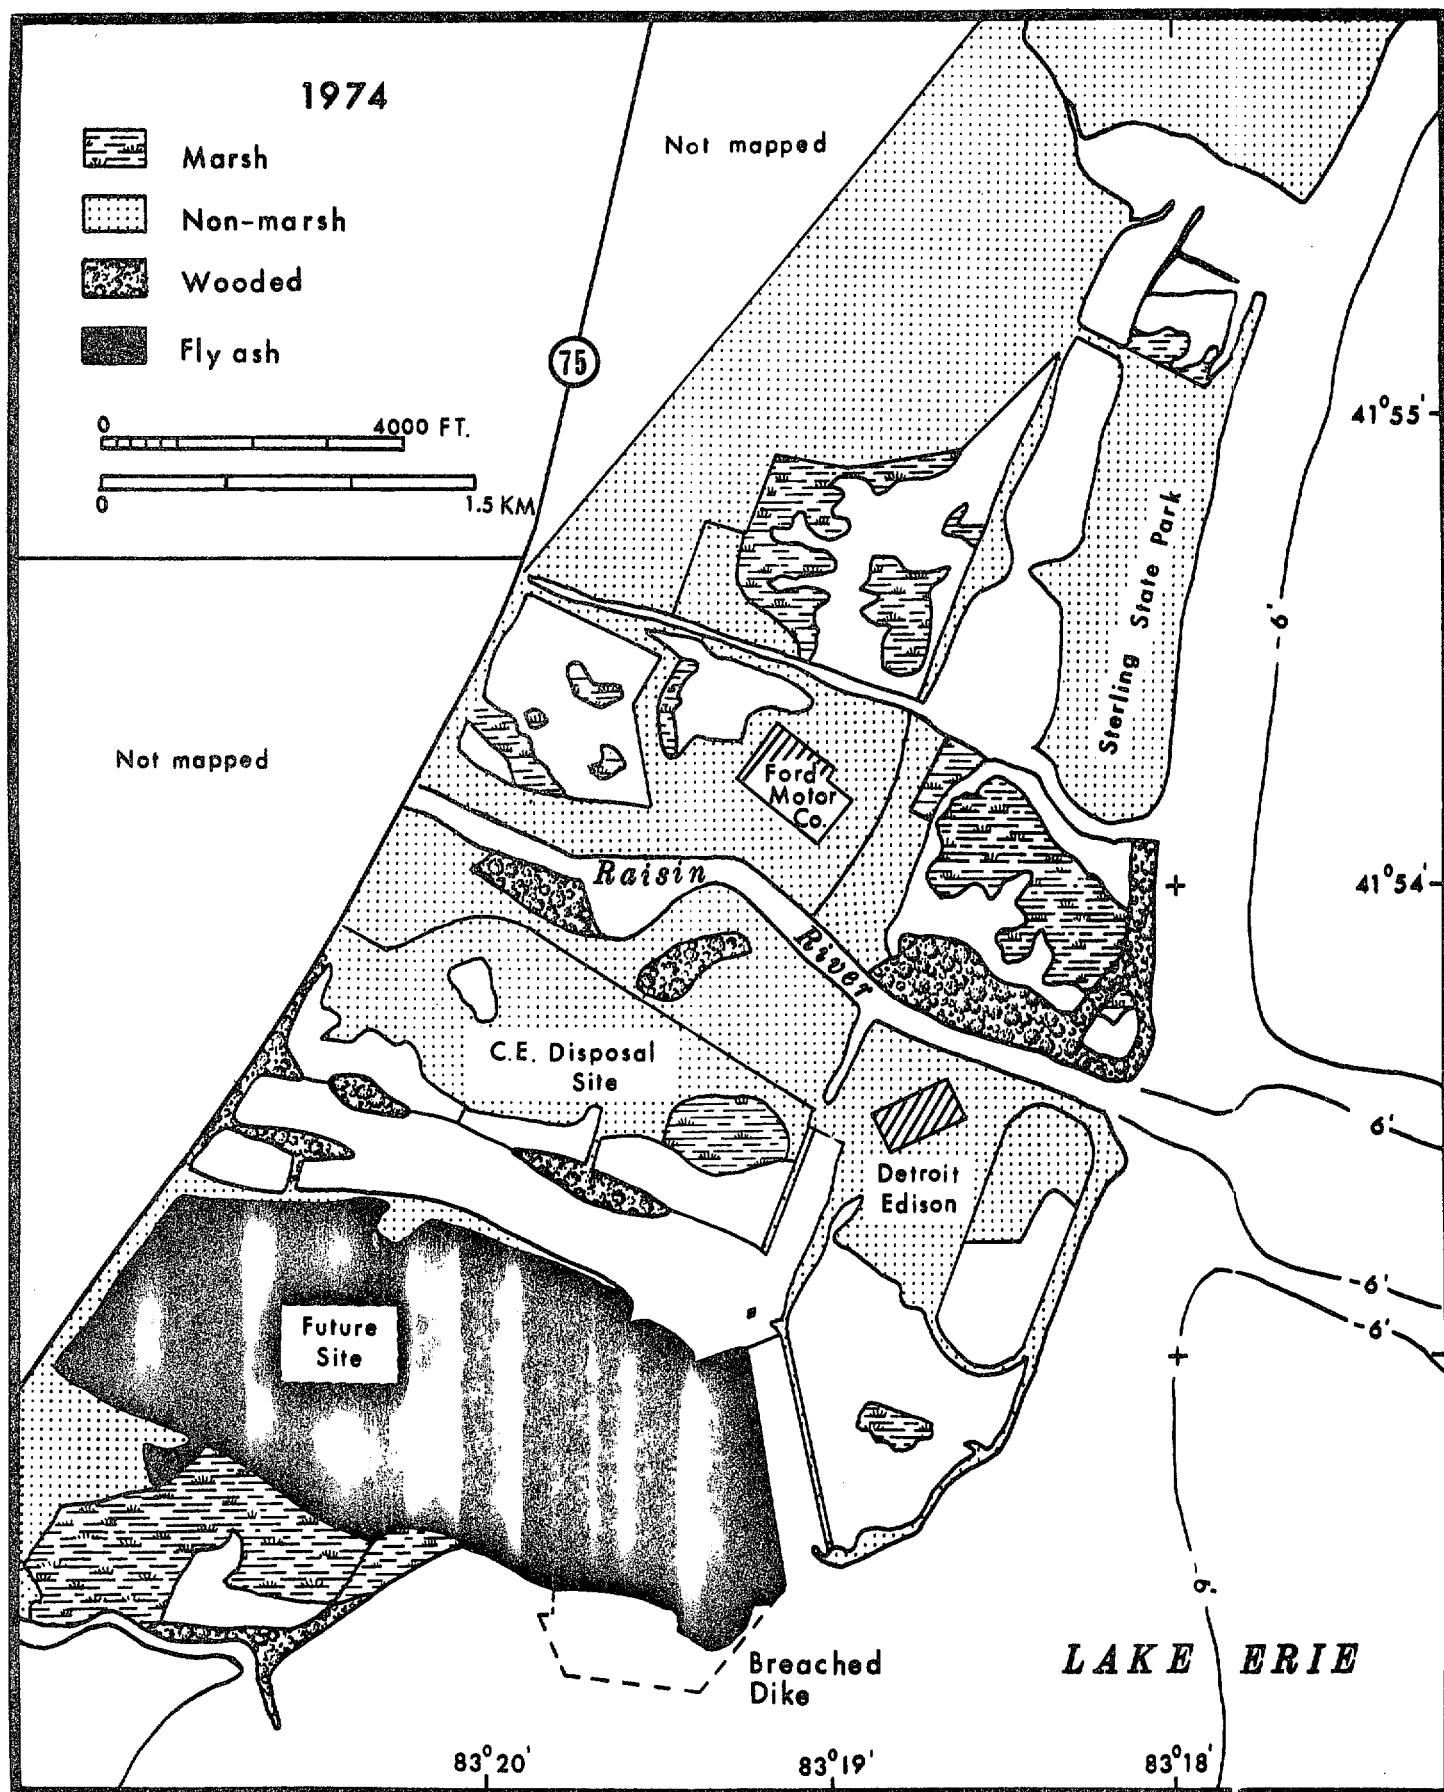 1974
Marsh
Non-marsh
Wooded
Fly ash
0 4000 FT.
0 1.5 KM
Not mapped
75
41°55'
Sterling State Park
-6'
Not mapped
Ford
Motor
Co.
Raisin
River
41°54'
C.E. Disposal
Site
6'
Detroit
Edison
-6'
-6'
Future
Site
6'
Breached
Dike
LAKE ERIE
83°20'
83°19'
83°18'